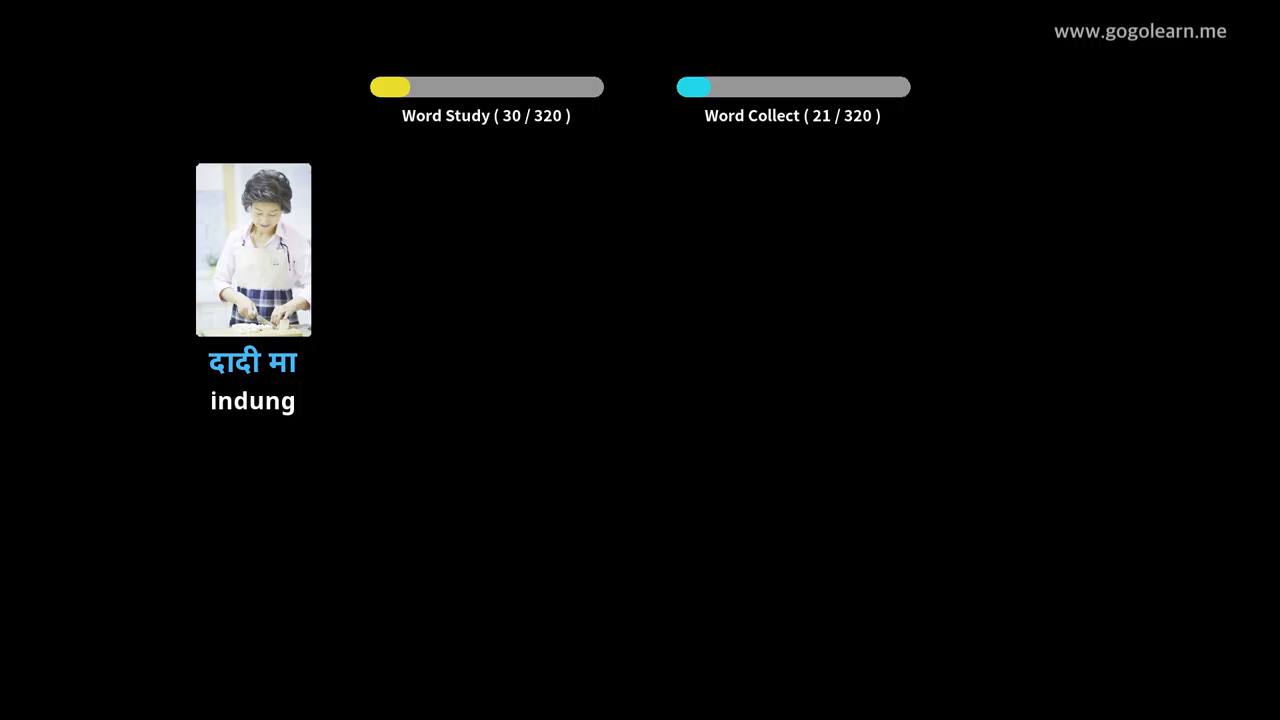 www.gogolearn.me
Word Study ( 30 / 320 )
Word Collect ( 21 / 320 )
दादी मा
indung